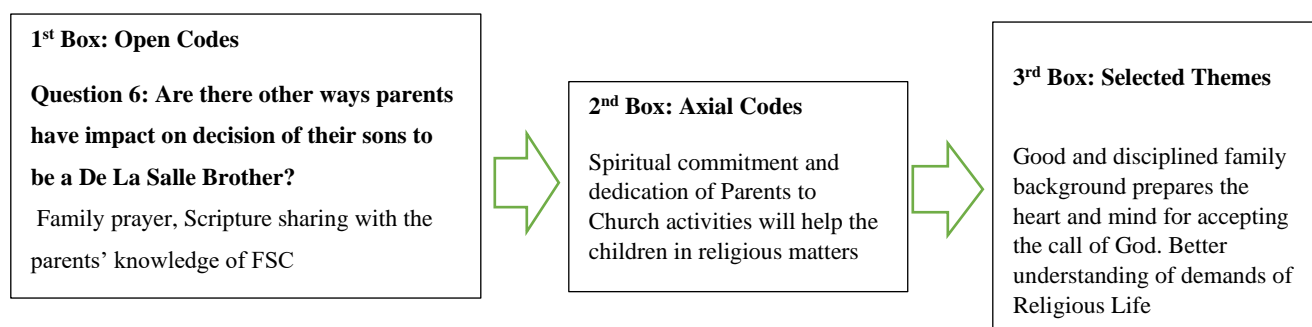 1st Box: Open Codes
Question 6: Are there other ways parents
have impact on decision of their sons to
be a De La Salle Brother?
Family prayer, Scripture sharing with the
parents’ knowledge of FSC
2nd Box: Axial Codes
Spiritual commitment and
dedication of Parents to
Church activities will help the
children in religious matters
3rd Box: Selected Themes
Good and disciplined family
background prepares the
heart and mind for accepting
the call of God. Better
understanding of demands of
Religious Life